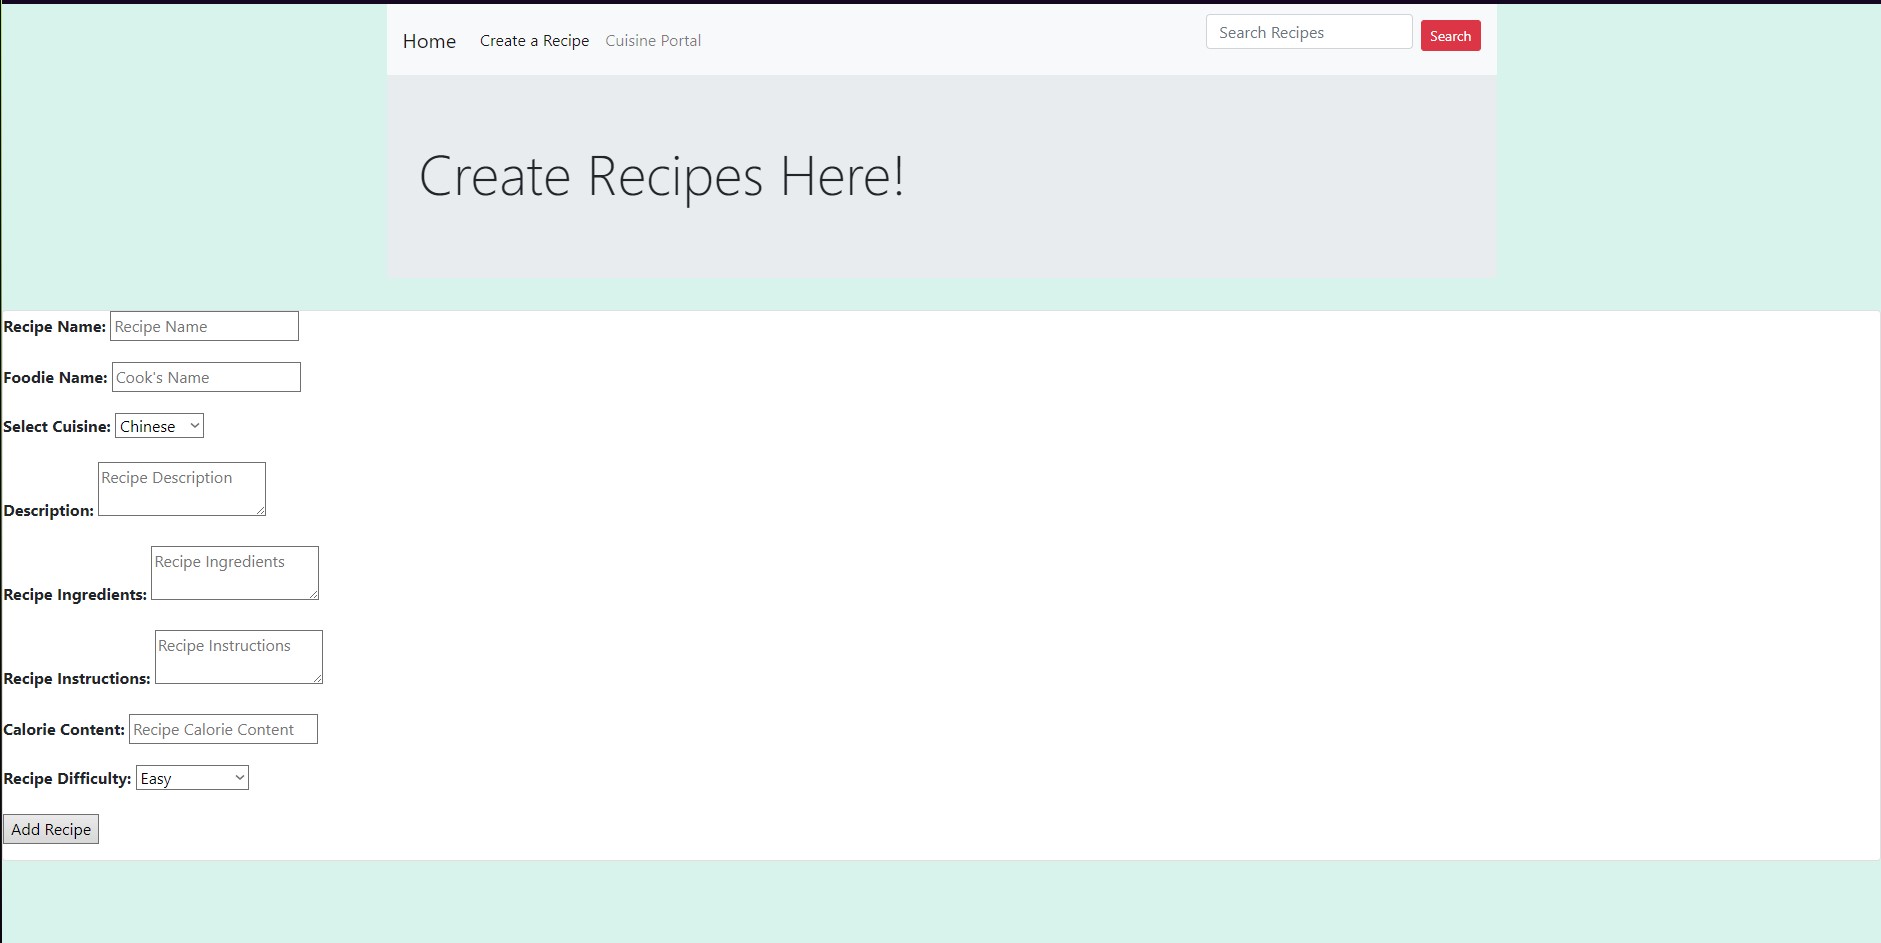 Home Create a Recipe Cuisine Portal Search Recipes Search
Create Recipes Here!
Recipe Name: Recipe Name
Foodie Name: Cook's Name
Select Cuisine: Chinese
Recipe Description
Description:
Recipe Ingredients
Recipe Ingredients:
Recipe Instructions
Recipe Instructions:
Calorie Content: Recipe Calorie Content
Recipe Difficulty: Easy
Add Recipe